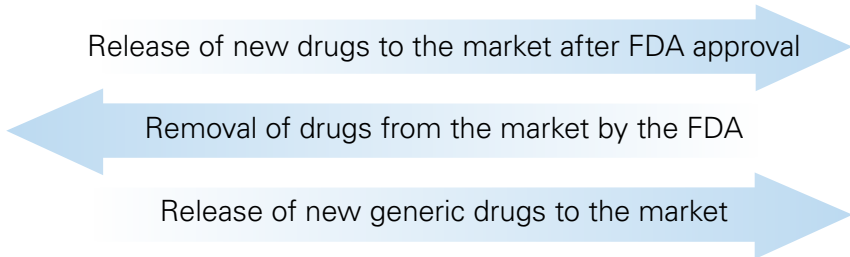 Release of new drugs to the market after FDA approval
Removal of drugs from the market by the FDA
Release of new generic drugs to the market